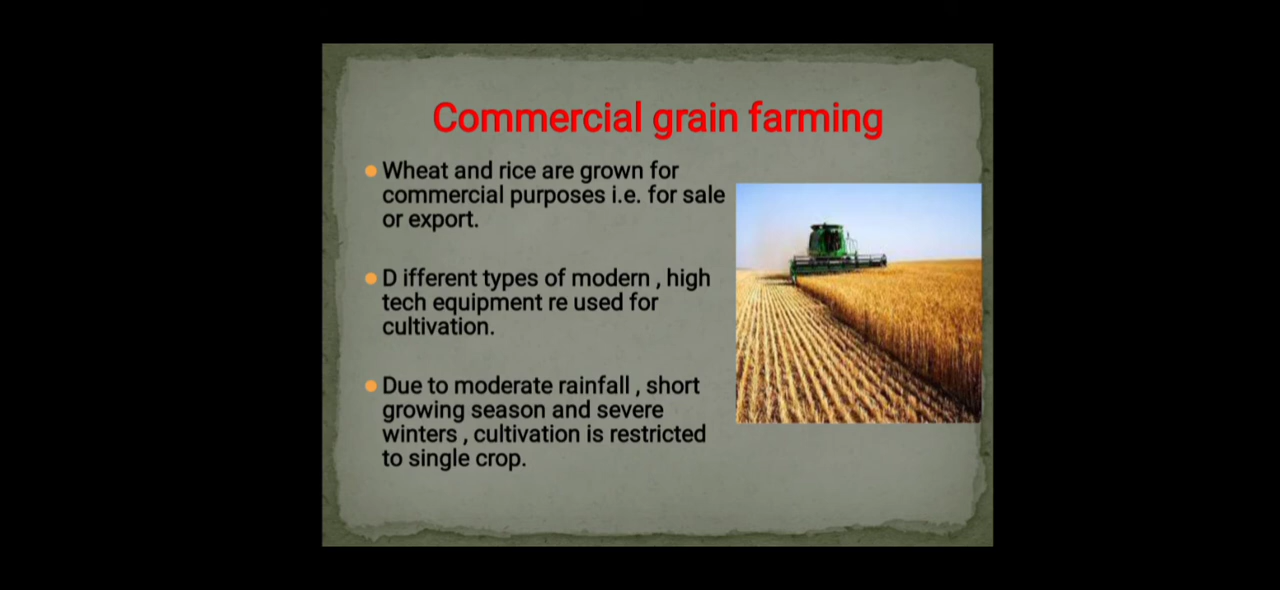 Commercial grain farming
Wheat and rice are grown for
commercial purposes i.e. for sale
or export.
D ifferent types of modern , high
tech equipment re used for
cultivation.
Due to moderate rainfall , short
growing season and severe
winters , cultivation is restricted
to single crop.